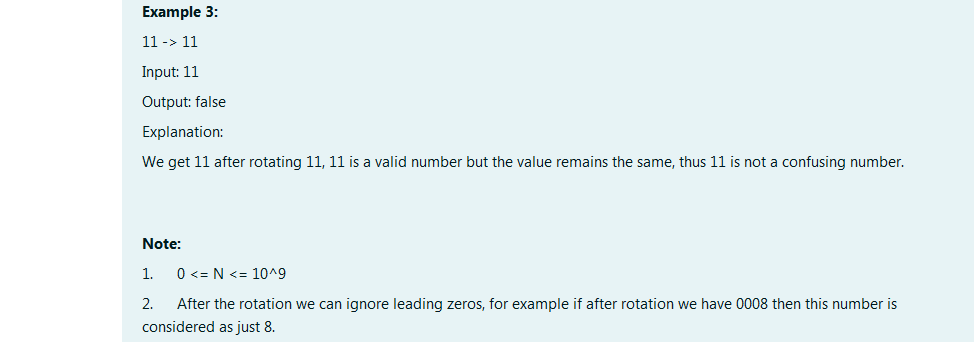 Example 3:
11 -> 11
Input: 11
Output: false
Explanation:
We get 11 after rotating 11, 11 is a valid number but the value remains the same, thus 11 is not a confusing number.
Note:
1. 0 <= N <= 10^9
2. After the rotation we can ignore leading zeros, for example if after rotation we have 0008 then this number is
considered as just 8.